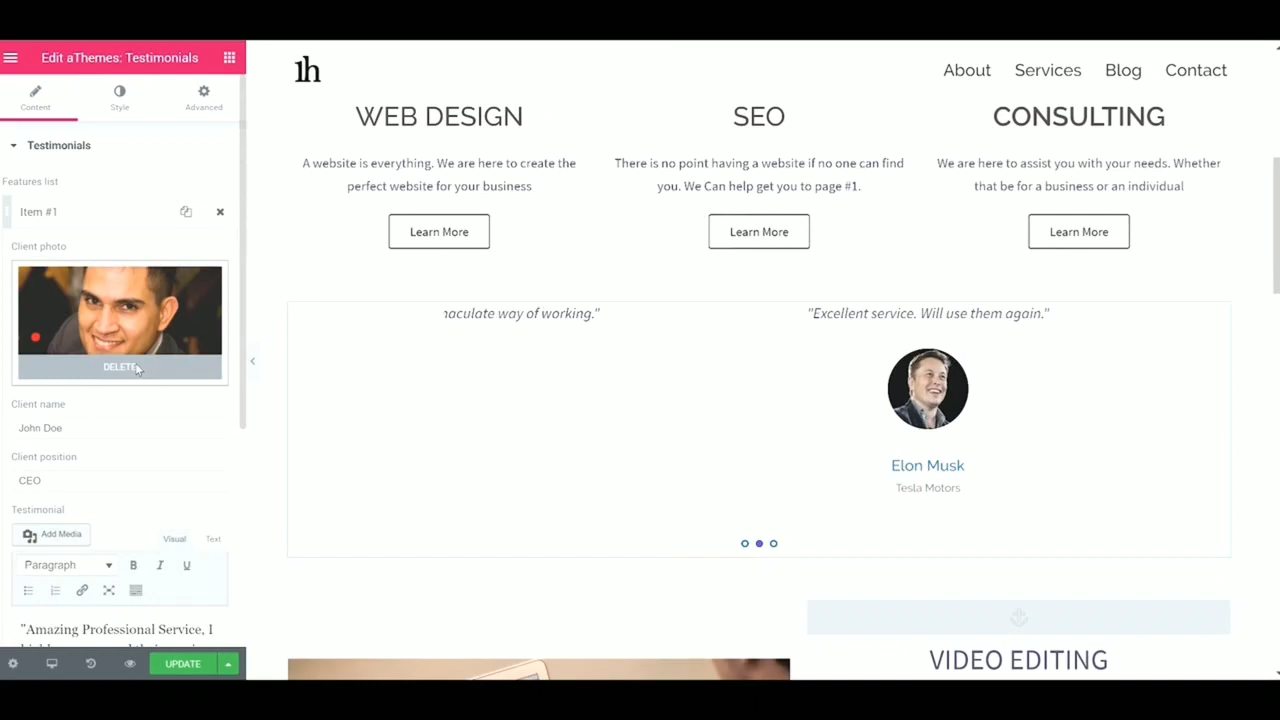 Edit aThemes: Testimonials
Content
Style
Advanced
Testimonials
Features list
Item #1
Client photo
DELETE
Client name
John Doe
Client position
CEO
Testimonial
Add Media
Visual
Text
Paragraph
B
I
U
"Amazing Professional Service, I
UPDATE
1h
About
Services
Blog
Contact
WEB DESIGN
A website is everything. We are here to create the
perfect website for your business
Learn More
SEO
There is no point having a website if no one can find
you. We Can help get you to page #1.
Learn More
CONSULTING
We are here to assist you with your needs. Whether
that be for a business or an individual
Learn More
aculate way of working."
"Excellent service. Will use them again."
Elon Musk
Tesla Motors
VIDEO EDITING